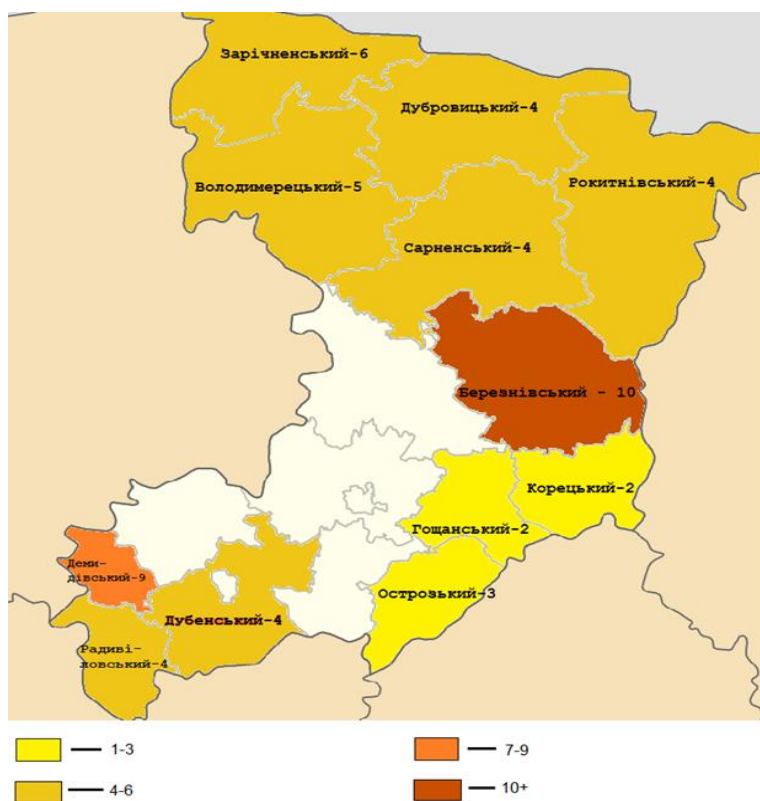 Зарічненський-6
Дубровицький-4
Володимерецький-5
Рокитнівський-4
Сарненський-4
Березнівський - 10
Корецький-2
Гощанський-2
Деми-
дівський-9
Острозький-3
Дубенський-4
Радиві-
ловський-4
1-3
7-9
4-6
10+